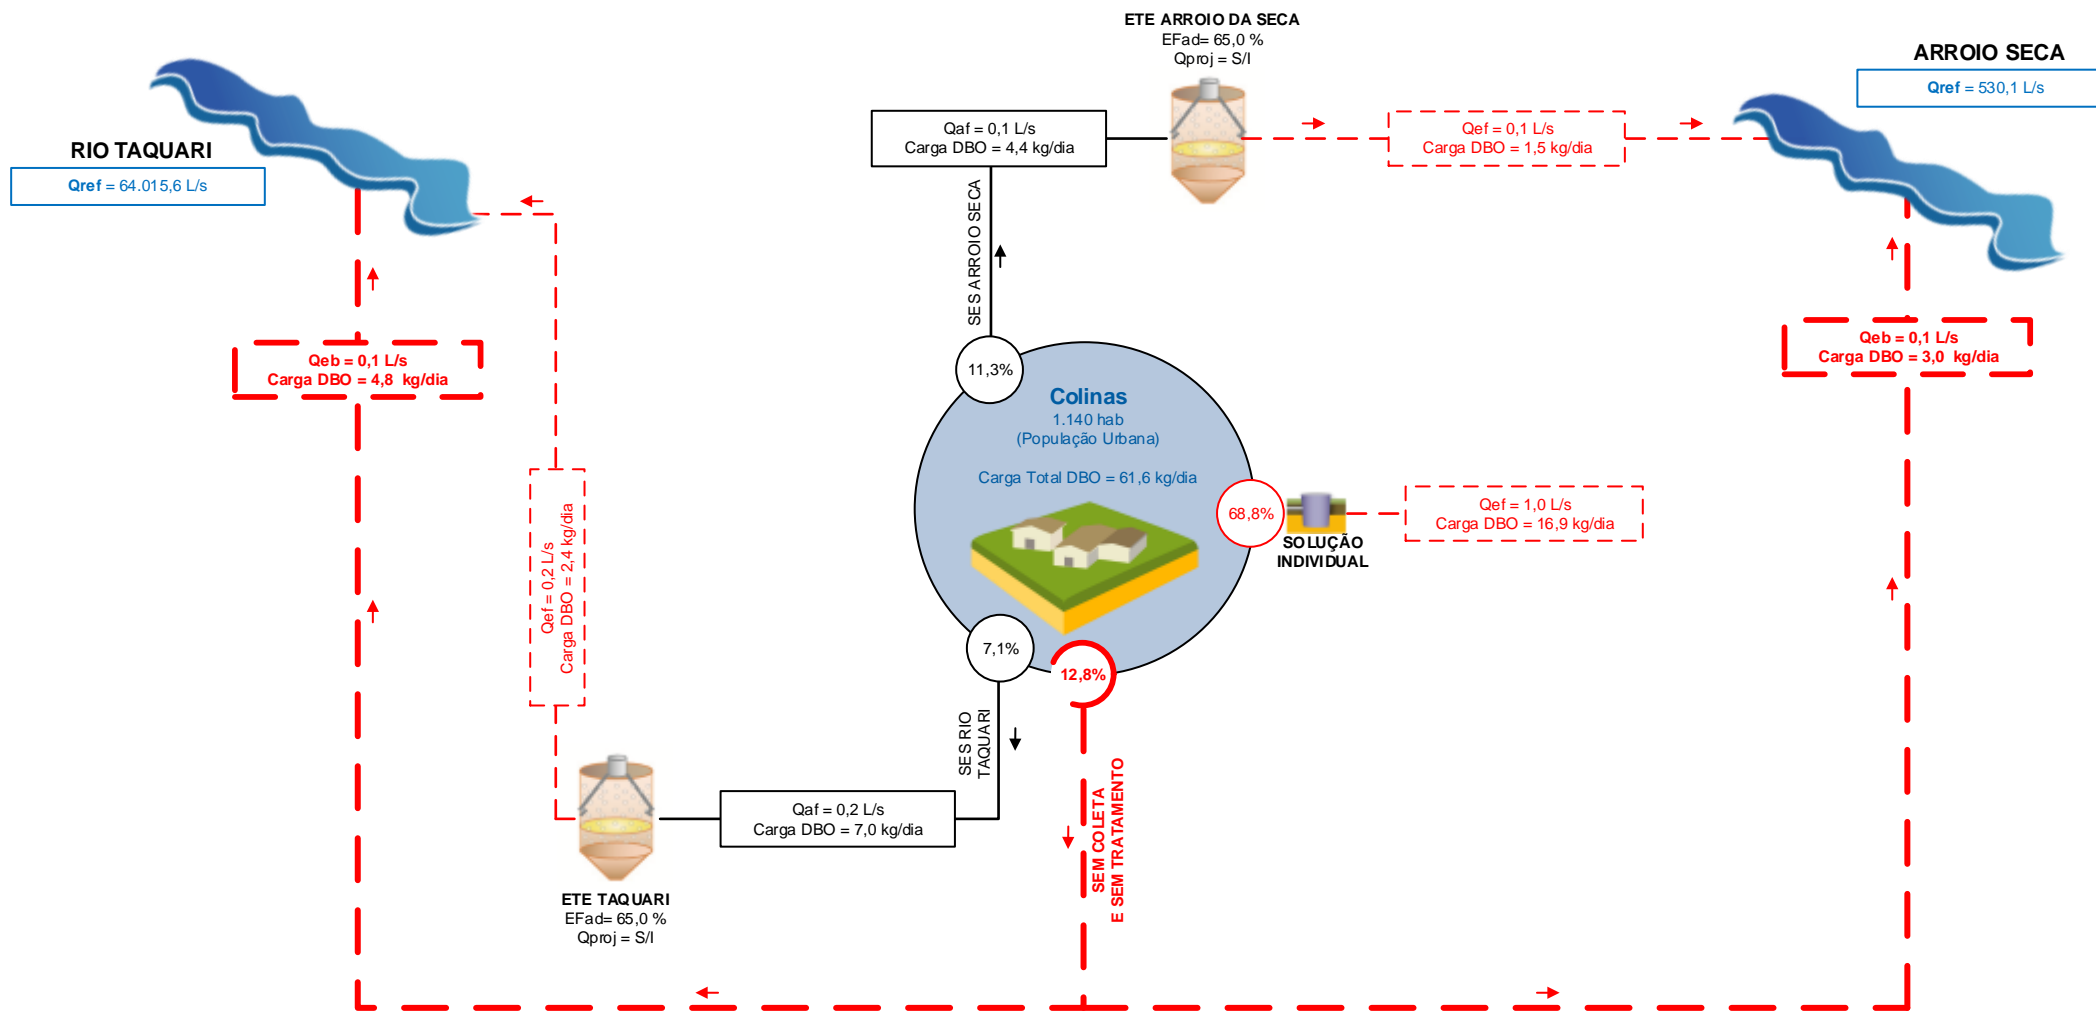 ETE ARROIO DA SECA
EFad= 65,0 %
Qproj = S/I
ARROIO SECA
Qref = 530,1 L/s
RIO TAQUARI
Qref = 64.015,6 L/s
Qaf = 0,1 L/s
Carga DBO = 4,4 kg/dia
Qef = 0,1 L/s
Carga DBO = 1,5 kg/dia
SES ARROIO SECA
Qeb = 0,1 L/s
Carga DBO = 4,8 kg/dia
Qeb = 0,1 L/s
Carga DBO = 3,0 kg/dia
11,3%
Colinas
1.140 hab
(População Urbana)
Carga Total DBO = 61,6 kg/dia
68,8%
SOLUÇÃO
INDIVIDUAL
Qef = 1,0 L/s
Carga DBO = 16,9 kg/dia
Qef = 0,2 L/s
Carga DBO = 2,4 kg/dia
7,1%
12,8%
SES RIO
TAQUARI
SEM COLETA
E SEM TRATAMENTO
Qaf = 0,2 L/s
Carga DBO = 7,0 kg/dia
ETE TAQUARI
EFad= 65,0 %
Qproj = S/I